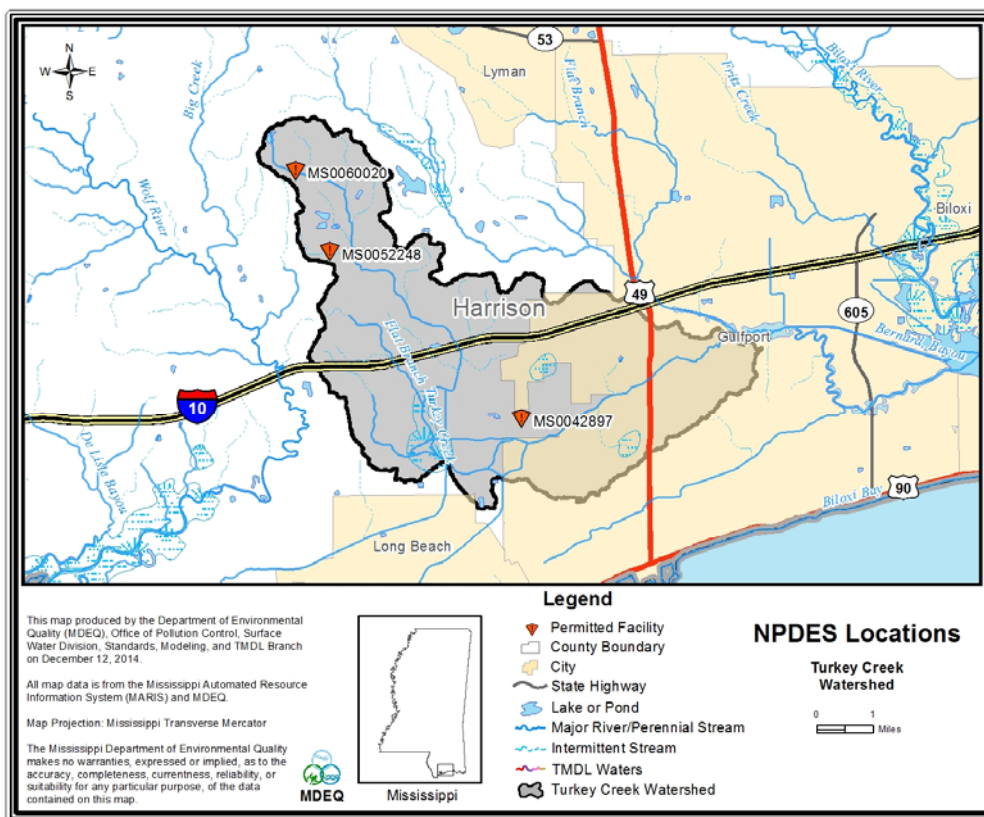 53
Lyman
N
W E
S
Big Creek
Flat Branch
Fritz Creek
Biloxi River
MS0060020
Wolf River
Biloxi
MS0052248
49
Harrison
605
Gulfport
Bernard Bayou
Flat Branch Turkey Creek
10
MS0042897
De Lisle Bayou
90
Biloxi Bay
Long Beach
This map produced by the Department of Environmental
Quality (MDEQ), Office of Pollution Control, Surface
Water Division, Standards, Modeling, and TMDL Branch
on December 12, 2014.
All map data is from the Mississippi Automated Resource
Information System (MARIS) and MDEQ.
Map Projection: Mississippi Transverse Mercator
The Mississippi Department of Environmental Quality
makes no warranties, expressed or implied, as to the
accuracy, completeness, currentness, reliability, or
suitability for any particular purpose, of the data
contained on this map.
MDEQ
Mississippi
Legend
Permitted Facility
County Boundary
City
State Highway
Lake or Pond
Major River/Perennial Stream
Intermittent Stream
TMDL Waters
Turkey Creek Watershed
NPDES Locations
Turkey Creek
Watershed
0 1
Miles